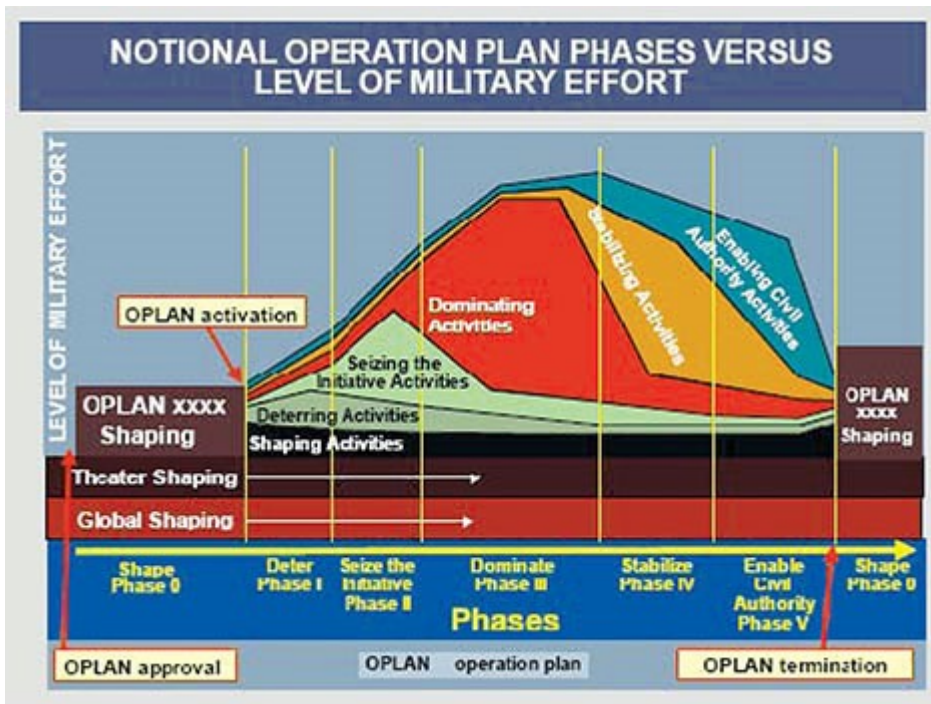 NOTIONAL OPERATION PLAN PHASES VERSUS
LEVEL OF MILITARY EFFORT
LEVEL OF MILITARY EFFORT
OPLAN activation
Dominating
Activities
Stabilizing Activities
Enabling Civil
Authority Activities
Seizing the
Initiative Activities
Deterring Activities
Shaping Activities
OPLAN xxxx
Shaping
OPLAN
xxxx
Shaping
Theater Shaping
Global Shaping
Shape
Phase 0
Deter
Phase I
Seize the
Initiative
Phase II
Dominate
Phase III
Stabilize
Phase IV
Enable
Civil
Authority
Phase V
Shape
Phase 0
Phases
OPLAN approval
OPLAN operation plan
OPLAN termination